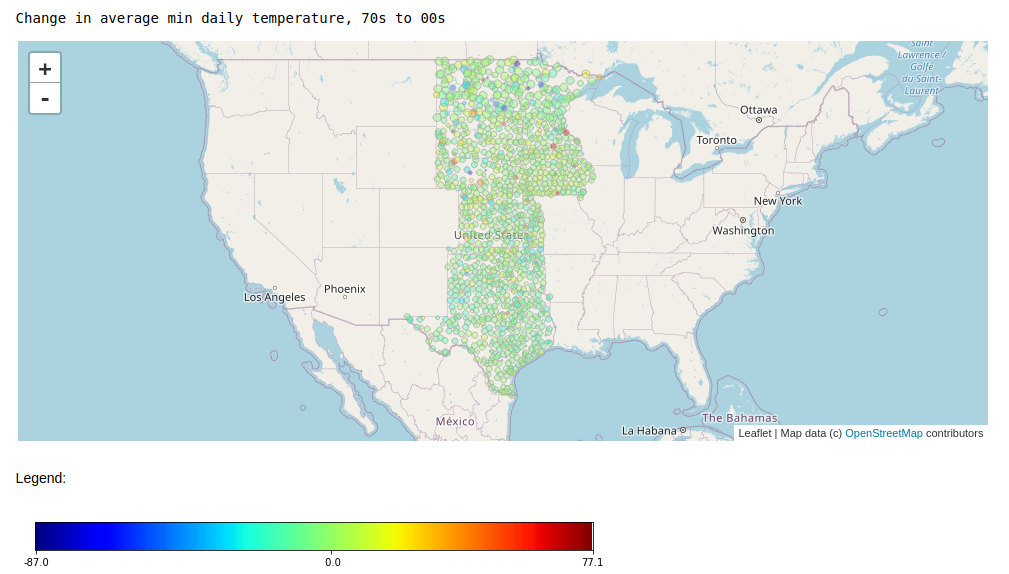 Change in average min daily temperature, 70s to 00s
+
-
Saint
Lawrence /
Golfe
du Saint-
Laurent
Ottawa
Toronto
New York
Washington
United States
Los Angeles
Phoenix
México
The Bahamas
La Habana
Leaflet | Map data (c) OpenStreetMap contributors
Legend:
-87.0 0.0 77.1